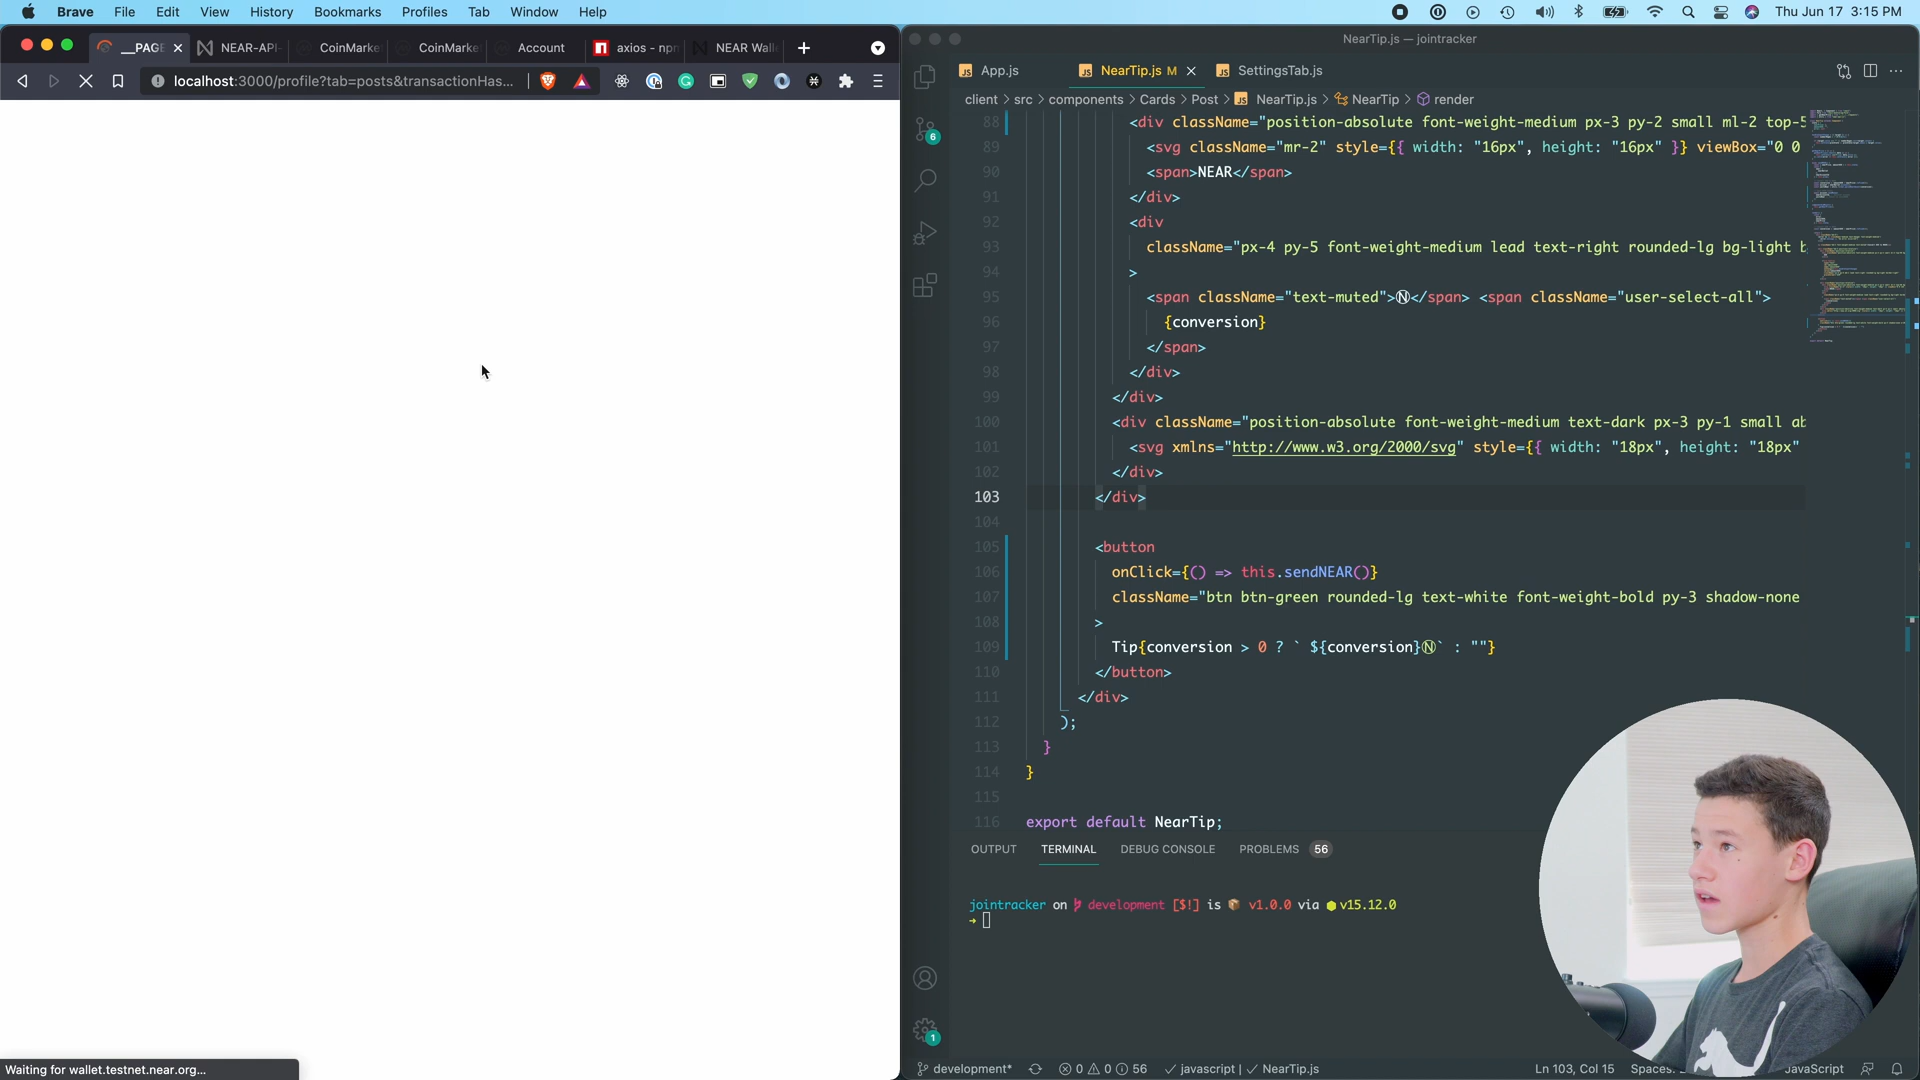 Brave File Edit View History Bookmarks Profiles Tab Window Help Thu Jun 17 3:15 PM
__PAGE NEAR-API- CoinMarke CoinMarke Account axios - npm NEAR Wall
localhost:3000/profile?tab=posts&transactionHas...
NearTip.js — jointracker
App.js NearTip.js M SettingsTab.js
client > src > components > Cards > Post > NearTip.js > NearTip > render
6
88 <div className="position-absolute font-weight-medium px-3 py-2 small ml-2 top-5
89 <svg className="mr-2" style={{ width: "16px", height: "16px" }} viewBox="0 0
90 <span>NEAR</span>
91 </div>
92 <div
93 className="px-4 py-5 font-weight-medium lead text-right rounded-lg bg-light b
94 >
95 <span className="text-muted">Ⓝ</span> <span className="user-select-all">
96 {conversion}
97 </span>
98 </div>
99 </div>
100 <div className="position-absolute font-weight-medium text-dark px-3 py-1 small ab
101 <svg xmlns="http://www.w3.org/2000/svg" style={{ width: "18px", height: "18px"
102 </div>
103 </div>
104
105 <button
106 onClick={() => this.sendNEAR()}
107 className="btn btn-green rounded-lg text-white font-weight-bold py-3 shadow-none
108 >
109 Tip{conversion > 0 ? ` ${conversion}Ⓝ` : ""}
110 </button>
111 </div>
112 );
113 }
114 }
115
116 export default NearTip;
OUTPUT TERMINAL DEBUG CONSOLE PROBLEMS 56
jointracker on development [$!] is v1.0.0 via v15.12.0
1
Waiting for wallet.testnet.near.org...
development* 0 0 56 javascript | NearTip.js Ln 103, Col 15 Spaces: JavaScript